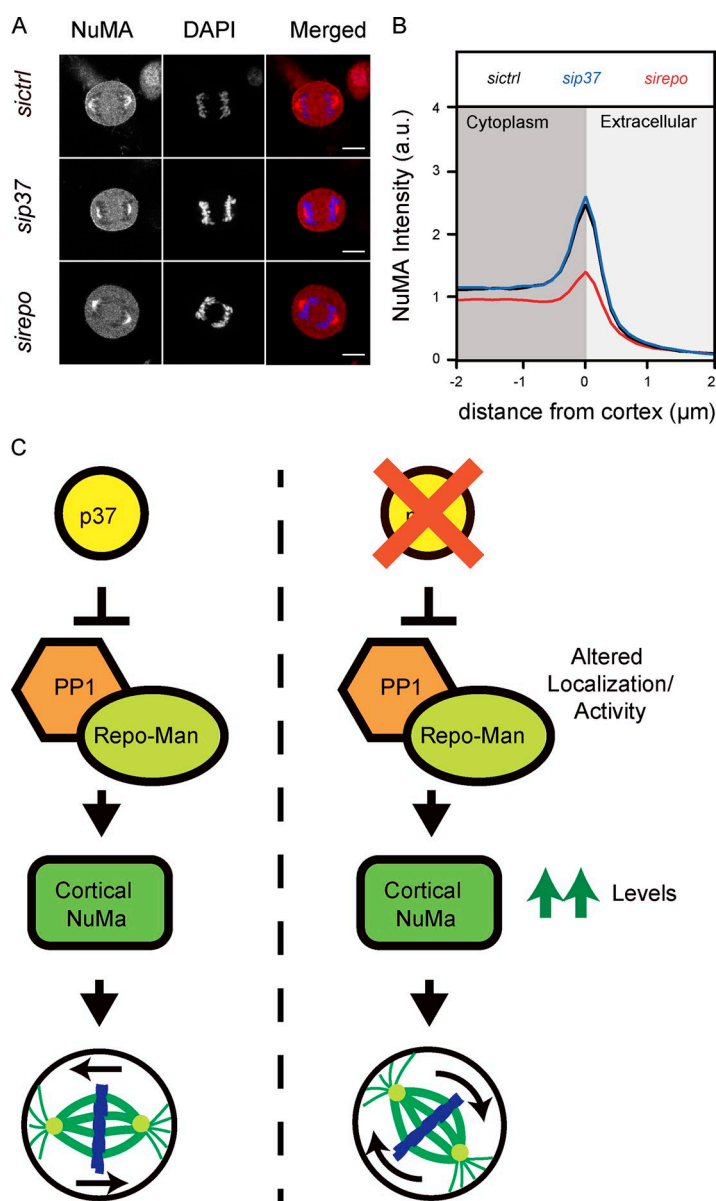 A
NuMA DAPI Merged
sictrl
sip37
sirepo
B
sictrl sip37 sirepo
Cytoplasm Extracellular
NuMA Intensity (a.u.)
4
3
2
1
0
-2 -1 0 1 2
distance from cortex (µm)
C
p37
PP1
Repo-Man
Cortical
NuMa
PP1
Repo-Man
Altered
Localization/
Activity
Cortical
NuMa
Levels